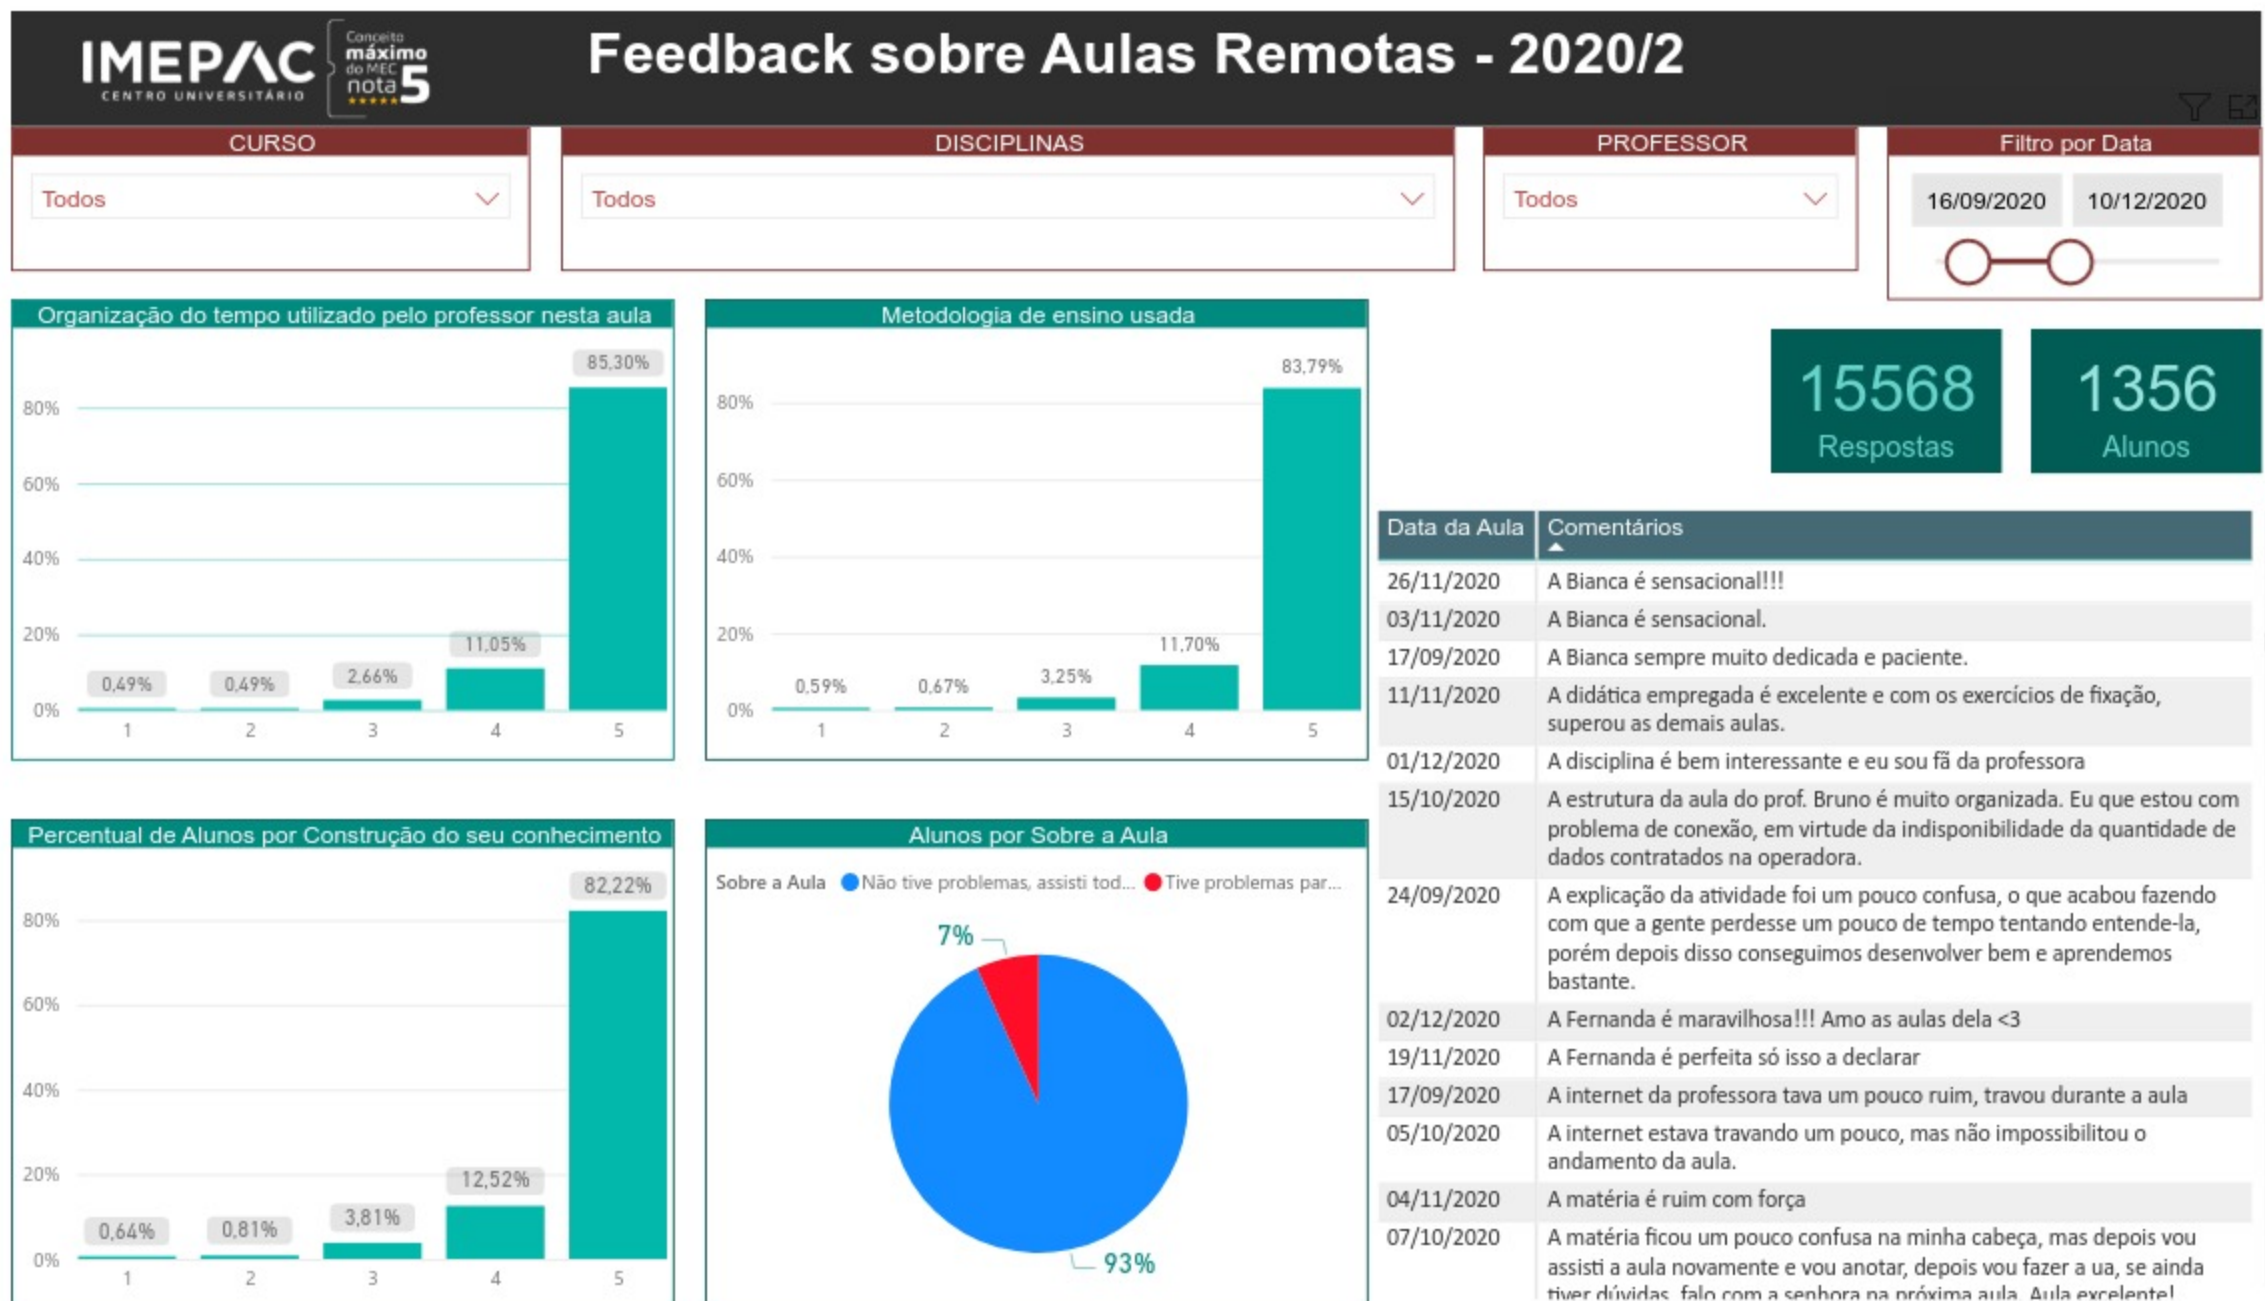 IMEPAC
CENTRO UNIVERSITÁRIO
Conceito
máximo
do MEC
nota 5
Feedback sobre Aulas Remotas - 2020/2
CURSO
Todos
DISCIPLINAS
Todos
PROFESSOR
Todos
Filtro por Data
16/09/2020 10/12/2020
Organização do tempo utilizado pelo professor nesta aula
85,30%
80%
60%
40%
20%
11,05%
2,66%
0,49% 0,49%
0%
1 2 3 4 5
Metodologia de ensino usada
83,79%
80%
60%
40%
20%
11,70%
3,25%
0,59% 0,67%
0%
1 2 3 4 5
15568
Respostas
1356
Alunos
Percentual de Alunos por Construção do seu conhecimento
82,22%
80%
60%
40%
20%
12,52%
3,81%
0,64% 0,81%
0%
1 2 3 4 5
Alunos por Sobre a Aula
Sobre a Aula Não tive problemas, assisti tod... Tive problemas par...
7%
93%
Data da Aula Comentários
26/11/2020 A Bianca é sensacional!!!
03/11/2020 A Bianca é sensacional.
17/09/2020 A Bianca sempre muito dedicada e paciente.
11/11/2020 A didática empregada é excelente e com os exercícios de fixação,
superou as demais aulas.
01/12/2020 A disciplina é bem interessante e eu sou fã da professora
15/10/2020 A estrutura da aula do prof. Bruno é muito organizada. Eu que estou com
problema de conexão, em virtude da indisponibilidade da quantidade de
dados contratados na operadora.
24/09/2020 A explicação da atividade foi um pouco confusa, o que acabou fazendo
com que a gente perdesse um pouco de tempo tentando entende-la,
porém depois disso conseguimos desenvolver bem e aprendemos
bastante.
02/12/2020 A Fernanda é maravilhosa!!! Amo as aulas dela <3
19/11/2020 A Fernanda é perfeita só isso a declarar
17/09/2020 A internet da professora tava um pouco ruim, travou durante a aula
05/10/2020 A internet estava travando um pouco, mas não impossibilitou o
andamento da aula.
04/11/2020 A matéria é ruim com força
07/10/2020 A matéria ficou um pouco confusa na minha cabeça, mas depois vou
assisti a aula novamente e vou anotar, depois vou fazer a ua, se ainda
tiver dúvidas, falo com a senhora na próxima aula. Aula excelente!